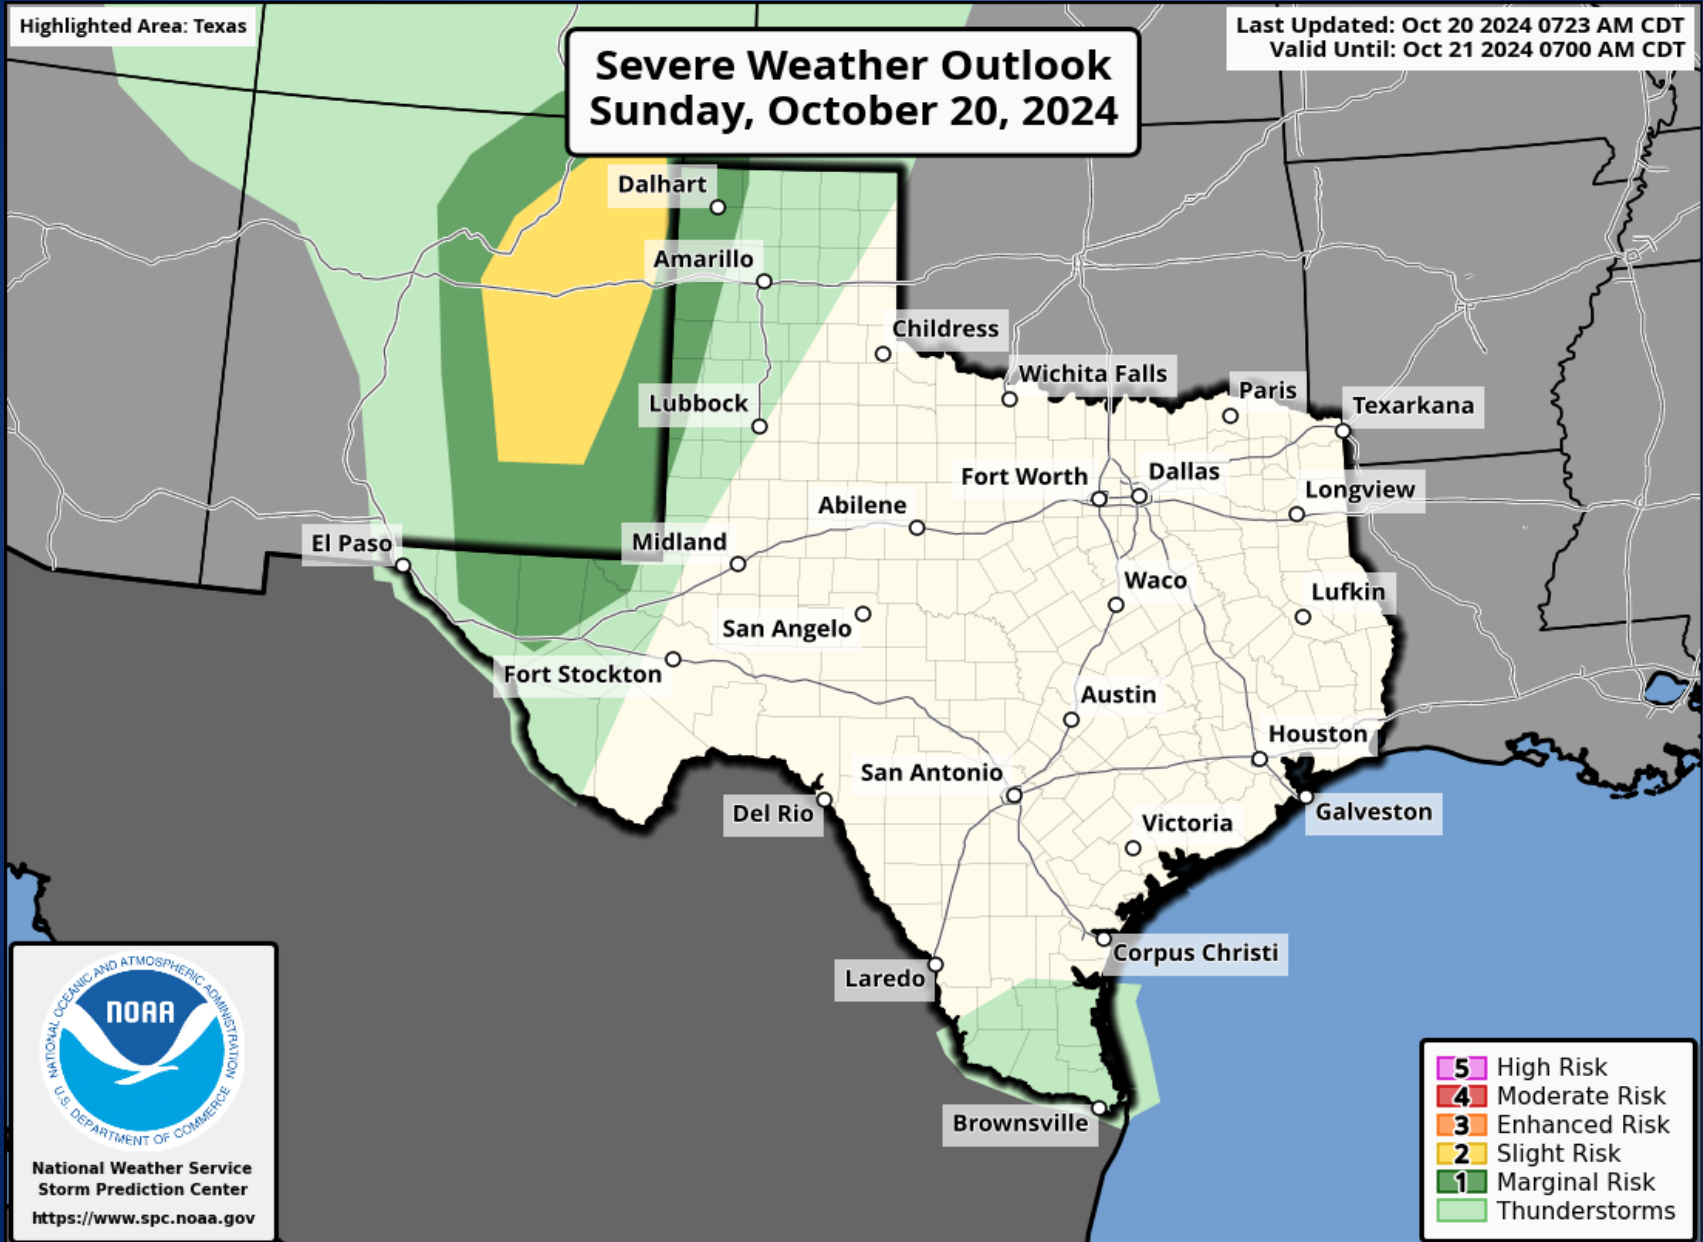 Highlighted Area: Texas
Severe Weather Outlook
Sunday, October 20, 2024
Last Updated: Oct 20 2024 0723 AM CDT
Valid Until: Oct 21 2024 0700 AM CDT
Dalhart
Amarillo
Childress
Wichita Falls
Paris
Texarkana
Lubbock
Fort Worth
Dallas
Longview
Abilene
El Paso
Midland
Waco
Lufkin
San Angelo
Fort Stockton
Austin
Houston
San Antonio
Del Rio
Galveston
Victoria
Corpus Christi
Laredo
Brownsville
NATIONAL OCEANIC AND ATMOSPHERIC ADMINISTRATION
NOAA
U.S. DEPARTMENT OF COMMERCE
National Weather Service
Storm Prediction Center
https://www.spc.noaa.gov
5 High Risk
4 Moderate Risk
3 Enhanced Risk
2 Slight Risk
1 Marginal Risk
Thunderstorms